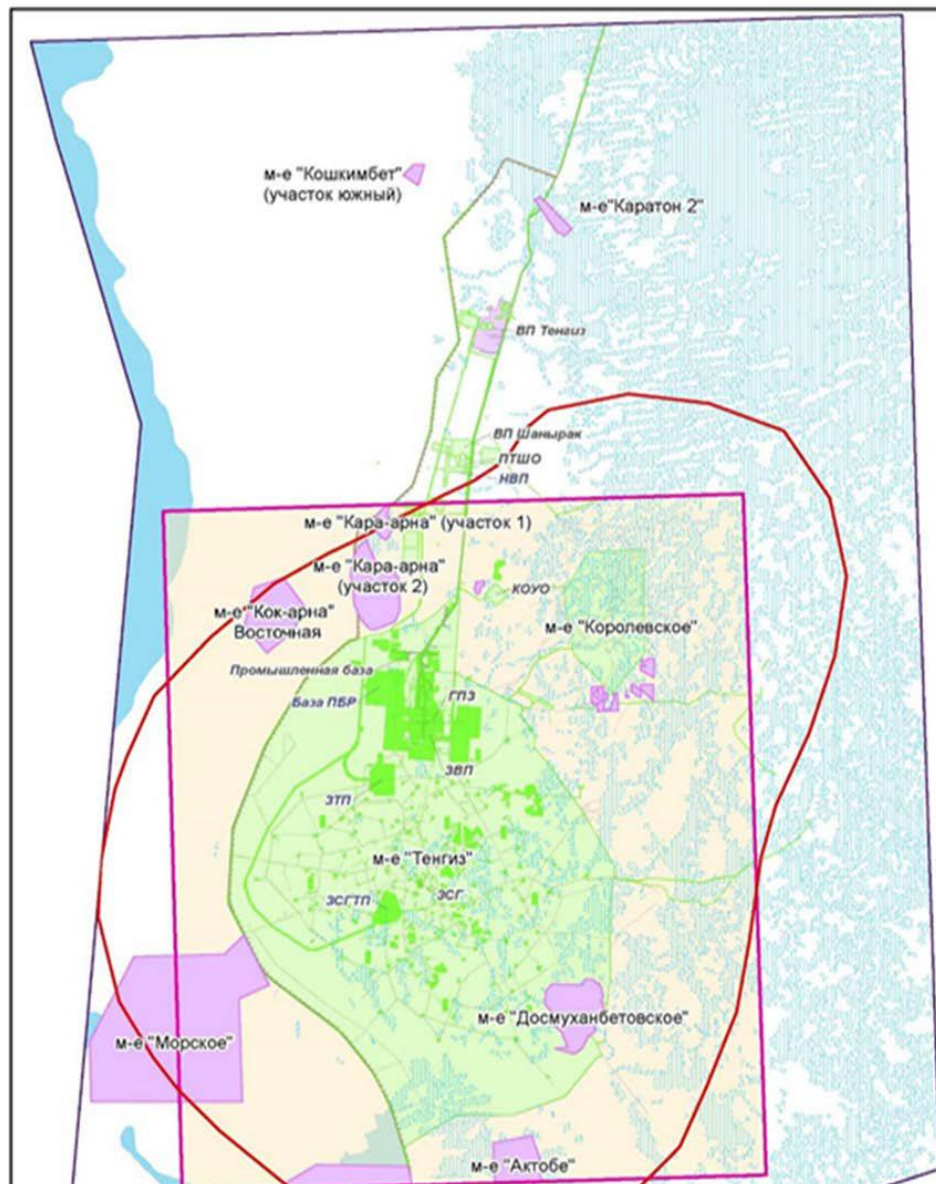 м-е "Кошкимбет"
(участок южный)
м-е"Каратон 2"
ВП Тенгиз
ВП Шанырак
ПТШО
НВП
м-е "Кара-арна" (участок 1)
м-е "Кара-арна"
(участок 2)
КОУО
м-е "Кок-арна"
Восточная
м-е "Королевское"
Промышленная база
База ПБР
ГПЗ
ЗВП
ЗТП
м-е "Тенгиз"
ЗСГТП
ЗСГ
м-е "Досмуханбетовское"
м-е "Морское"
м-е "Актобе"